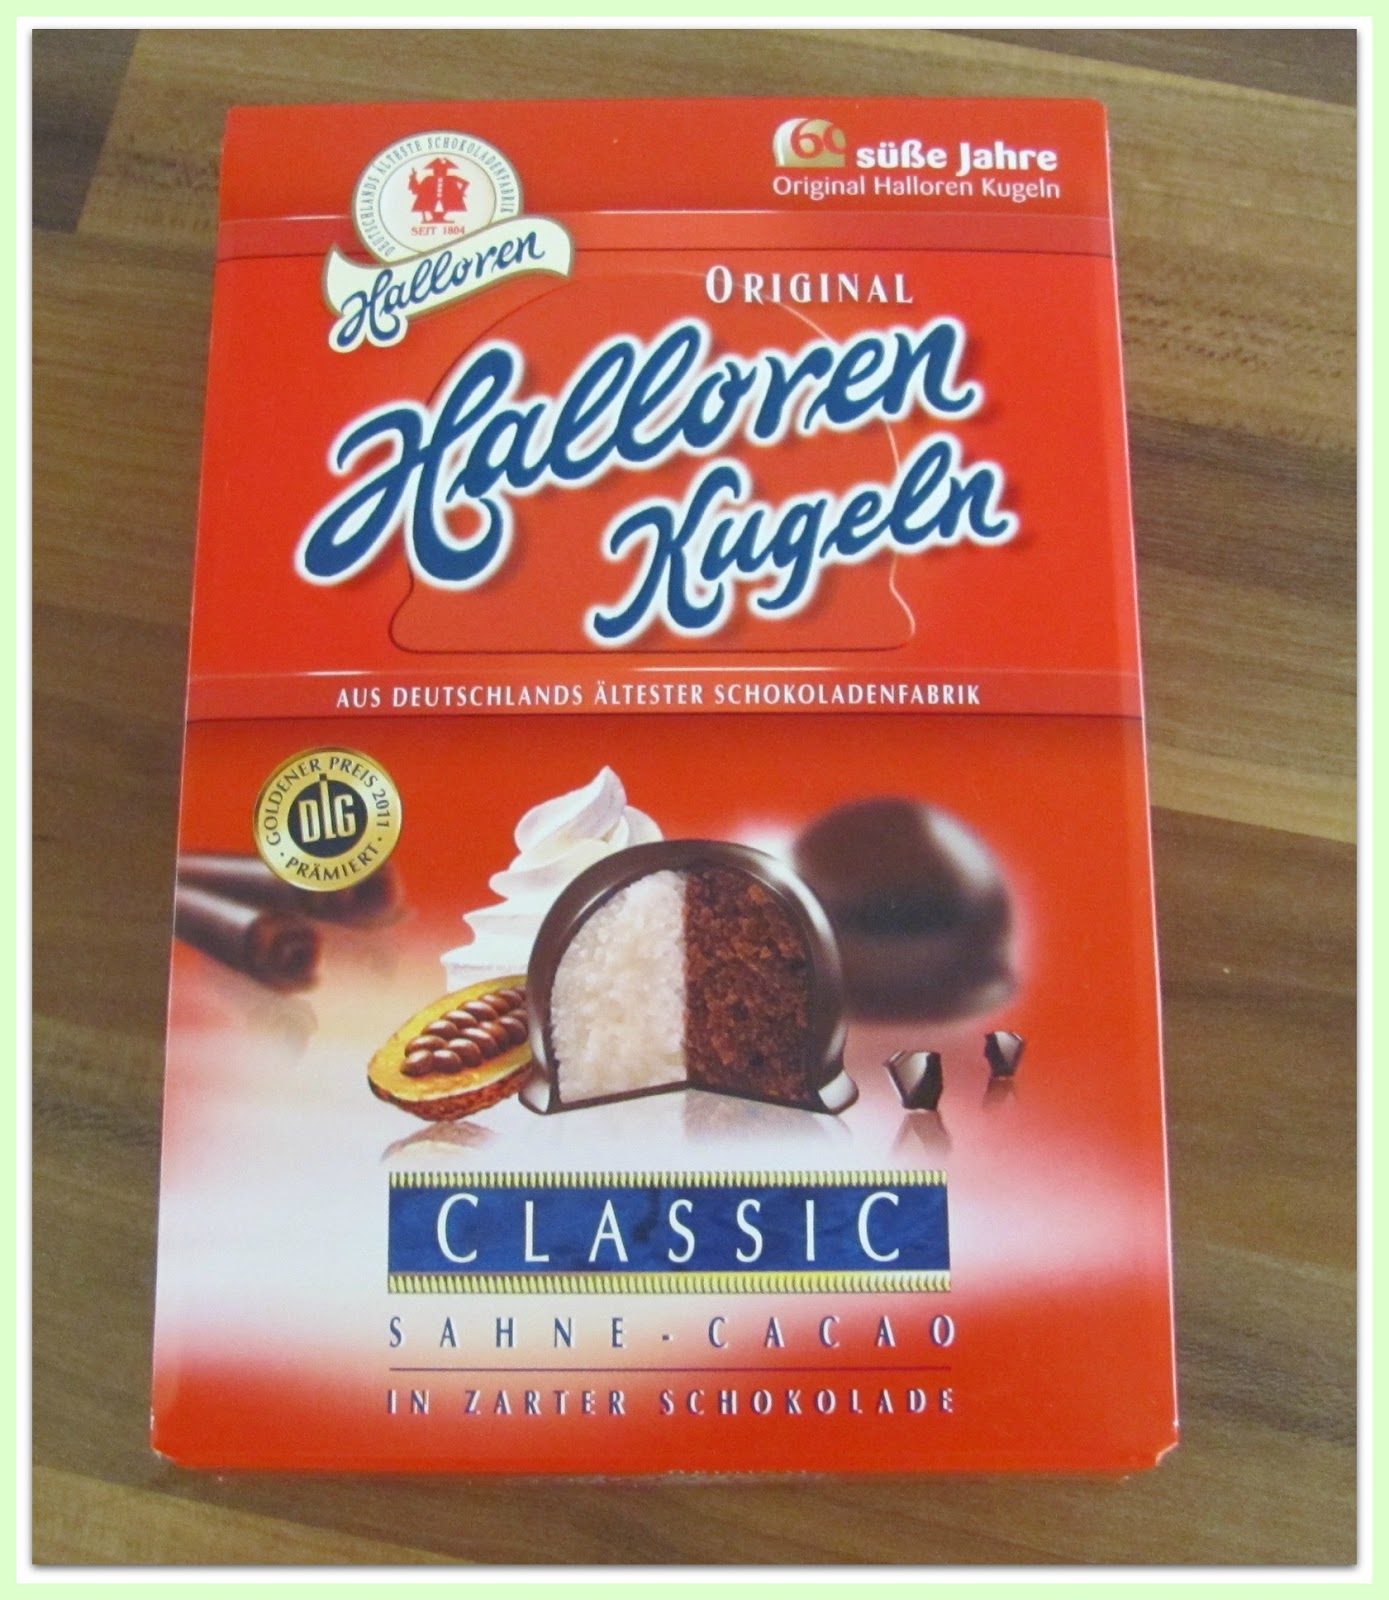 DEUTSCHLANDS ÄLTESTE SCHOKOLADENFABRIK
SEIT 1804
Halloren
60 süße Jahre
Original Halloren Kugeln
ORIGINAL
Halloren
Kugeln
AUS DEUTSCHLANDS ÄLTESTER SCHOKOLADENFABRIK
GOLDENER PREIS 2011
DLG
PRÄMIERT
CLASSIC
SAHNE-CACAO
IN ZARTER SCHOKOLADE